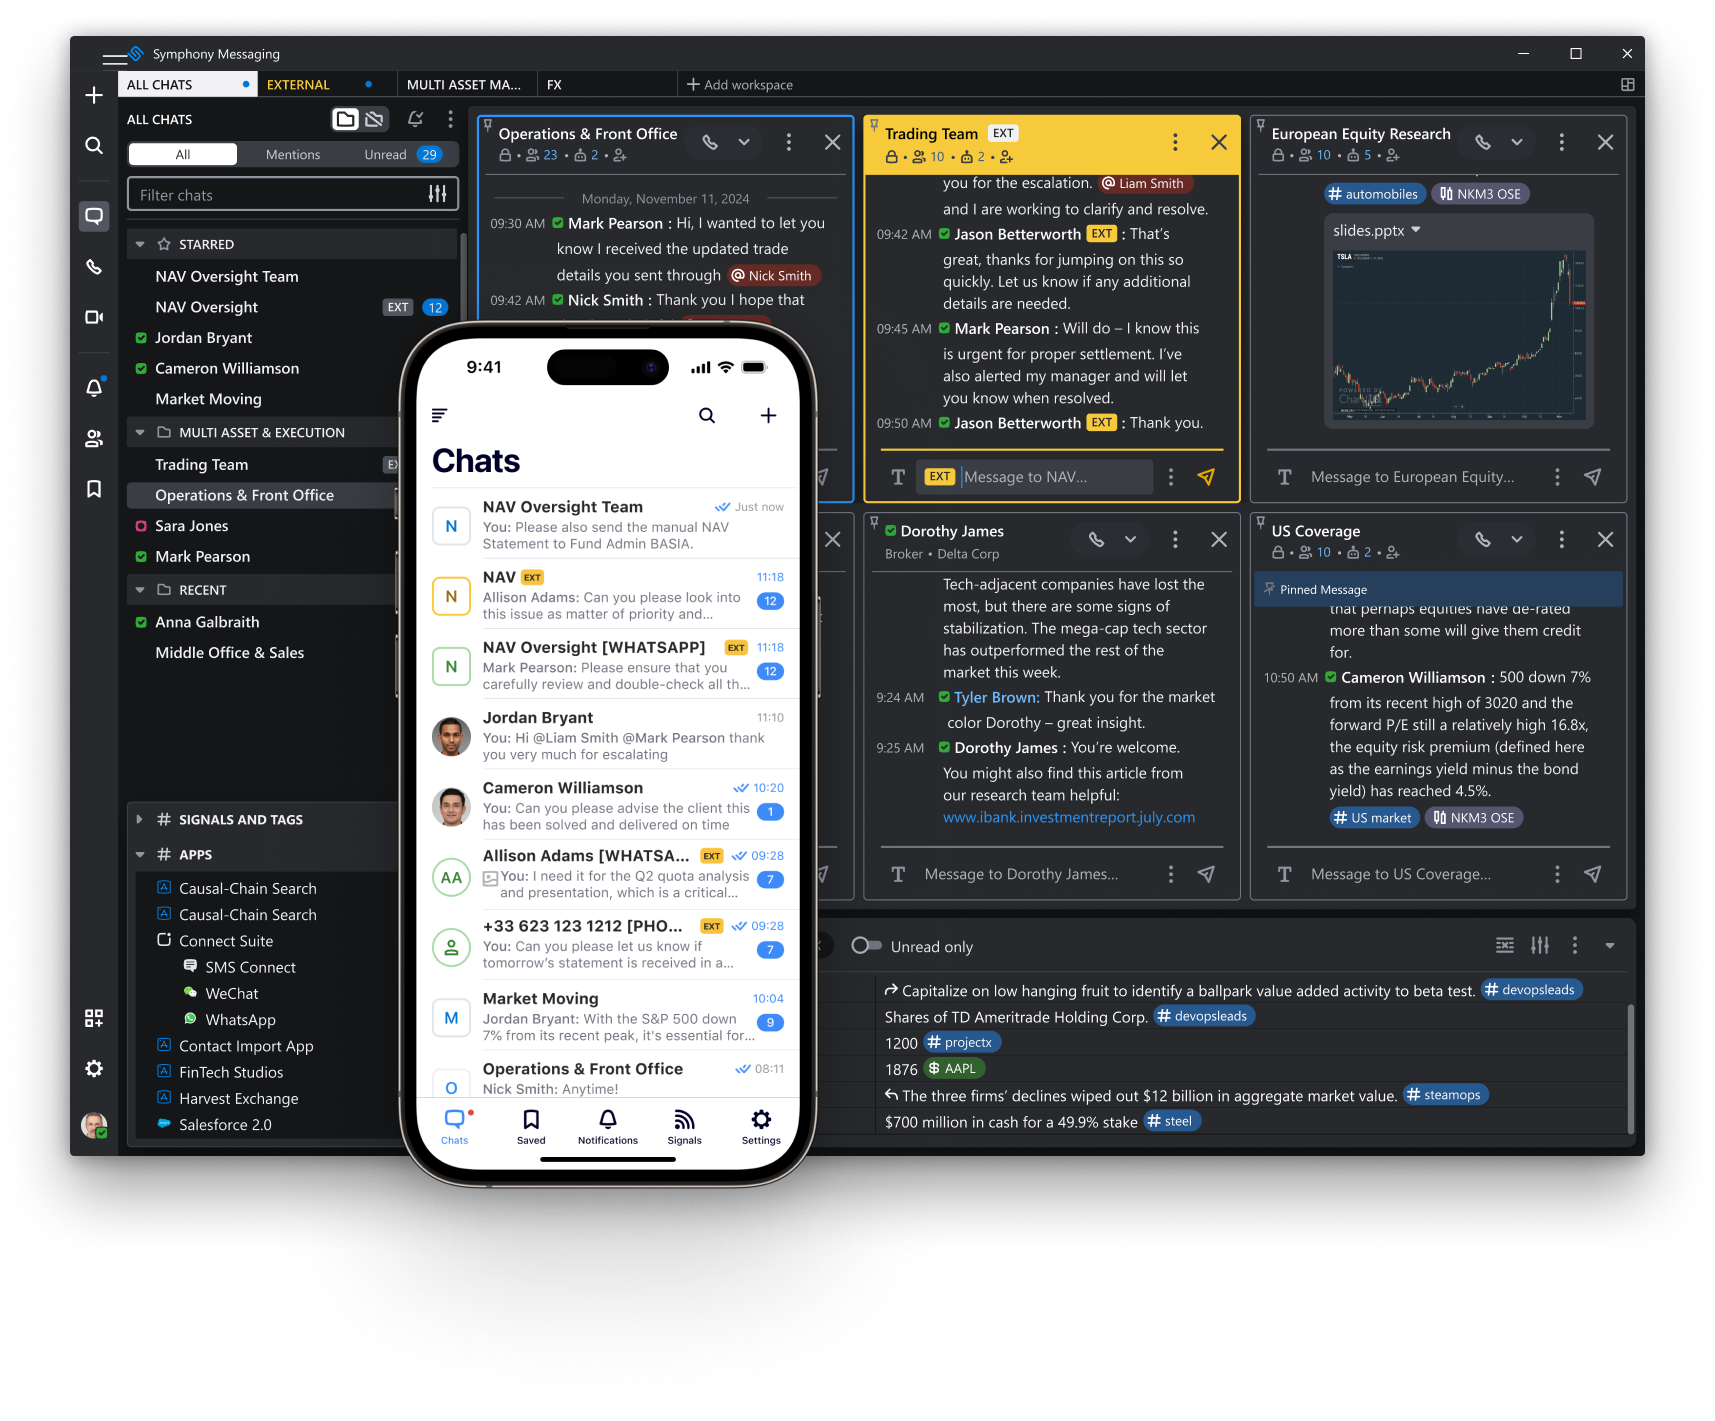 Symphony Messaging
ALL CHATS
EXTERNAL
MULTI ASSET MA...
FX
Add workspace
ALL CHATS
All
Mentions
Unread 29
Filter chats
STARRED
NAV Oversight Team
NAV Oversight EXT 12
Jordan Bryant
Cameron Williamson
Market Moving
MULTI ASSET & EXECUTION
Trading Team
Operations & Front Office
Sara Jones
Mark Pearson
RECENT
Anna Galbraith
Middle Office & Sales
# SIGNALS AND TAGS
# APPS
Causal-Chain Search
Causal-Chain Search
Connect Suite
SMS Connect
WeChat
WhatsApp
Contact Import App
FinTech Studios
Harvest Exchange
Salesforce 2.0
Operations & Front Office
23 • 2 •
Monday, November 11, 2024
09:30 AM Mark Pearson : Hi, I wanted to let you
know I received the updated trade
details you sent through @ Nick Smith
09:42 AM Nick Smith : Thank you I hope that
Trading Team EXT
• 10 • 2 •
you for the escalation. @ Liam Smith
and I are working to clarify and resolve.
09:42 AM Jason Betterworth EXT : That's
great, thanks for jumping on this so
quickly. Let us know if any additional
details are needed.
09:45 AM Mark Pearson : Will do – I know this
is urgent for proper settlement. I've
also alerted my manager and will let
you know when resolved.
09:50 AM Jason Betterworth EXT : Thank you.
EXT Message to NAV...
European Equity Research
• 10 • 5 •
# automobiles NKM3 OSE
slides.pptx
TSLA
Message to European Equity...
Dorothy James
Broker • Delta Corp
Tech-adjacent companies have lost the
most, but there are some signs of
stabilization. The mega-cap tech sector
has outperformed the rest of the
market this week.
9:24 AM Tyler Brown: Thank you for the market
color Dorothy – great insight.
9:25 AM Dorothy James : You're welcome.
You might also find this article from
our research team helpful:
www.ibank.investmentreport.july.com
Message to Dorothy James...
US Coverage
• 10 • 2 •
Pinned Message
that perhaps equities have de-rated
more than some will give them credit
for.
10:50 AM Cameron Williamson : 500 down 7%
from its recent high of 3020 and the
forward P/E still a relatively high 16.8x,
the equity risk premium (defined here
as the earnings yield minus the bond
yield) has reached 4.5%.
# US market NKM3 OSE
Message to US Coverage...
Unread only
Capitalize on low hanging fruit to identify a ballpark value added activity to beta test. # devopsleads
Shares of TD Ameritrade Holding Corp. # devopsleads
1200 # projectx
1876 $ AAPL
The three firms' declines wiped out $12 billion in aggregate market value. # steamops
$700 million in cash for a 49.9% stake # steel
9:41
Chats
N
NAV Oversight Team Just now
You: Please also send the manual NAV
Statement to Fund Admin BASIA.
N
NAV EXT 11:18
Allison Adams: Can you please look into 12
this issue as matter of priority and...
N
NAV Oversight [WHATSAPP] EXT 11:18
Mark Pearson: Please ensure that you 12
carefully review and double-check all th...
Jordan Bryant 11:10
You: Hi @Liam Smith @Mark Pearson thank
you very much for escalating
Cameron Williamson 10:20
You: Can you please advise the client this 1
has been solved and delivered on time
AA
Allison Adams [WHATSA... EXT 09:28
You: I need it for the Q2 quota analysis 7
and presentation, which is a critical...
+33 623 123 1212 [PHO... EXT 09:28
You: Can you please let us know if 7
tomorrow's statement is received in a...
M
Market Moving 10:04
Jordan Bryant: With the S&P 500 down 9
7% from its recent peak, it's essential for...
O
Operations & Front Office 08:11
Nick Smith: Anytime!
Chats
Saved
Notifications
Signals
Settings